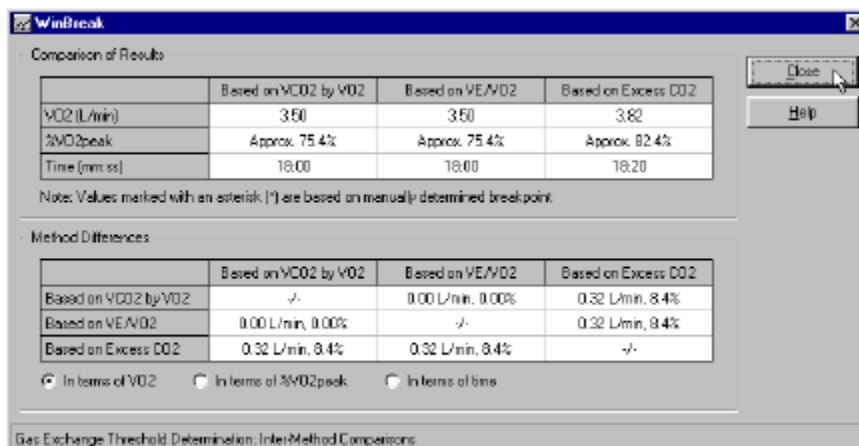 WinBreak
Comparison of Results
Close
Based on VCO2 by VO2 Based on VE/VO2 Based on Excess CO2
VO2 (L/min) 3.50 3.50 3.82
Help
%VO2peak Approx. 75.4% Approx. 75.4% Approx. 82.4%
Time (mm:ss) 18:00 18:00 18:20
Note: Values marked with an asterisk (*) are based on manually determined breakpoint
Method Differences
Based on VCO2 by VO2 Based on VE/VO2 Based on Excess CO2
Based on VCO2 by VO2 -/- 0.00 L/min, 0.00% 0.32 L/min, 8.4%
Based on VE/VO2 0.00 L/min, 0.00% -/- 0.32 L/min, 8.4%
Based on Excess CO2 0.32 L/min, 8.4% 0.32 L/min, 8.4% -/-
In terms of VO2 In terms of %VO2peak In terms of time
Gas Exchange Threshold Determination: Inter-Method Comparisons